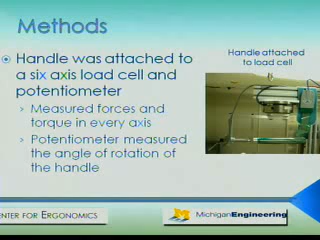 Methods
Handle was attached to
a six axis load cell and
potentiometer
Measured forces and
torque in every axis
Potentiometer measured
the angle of rotation of
the handle
Handle attached
to load cell
ENTER FOR ERGONOMICS
MichiganEngineering